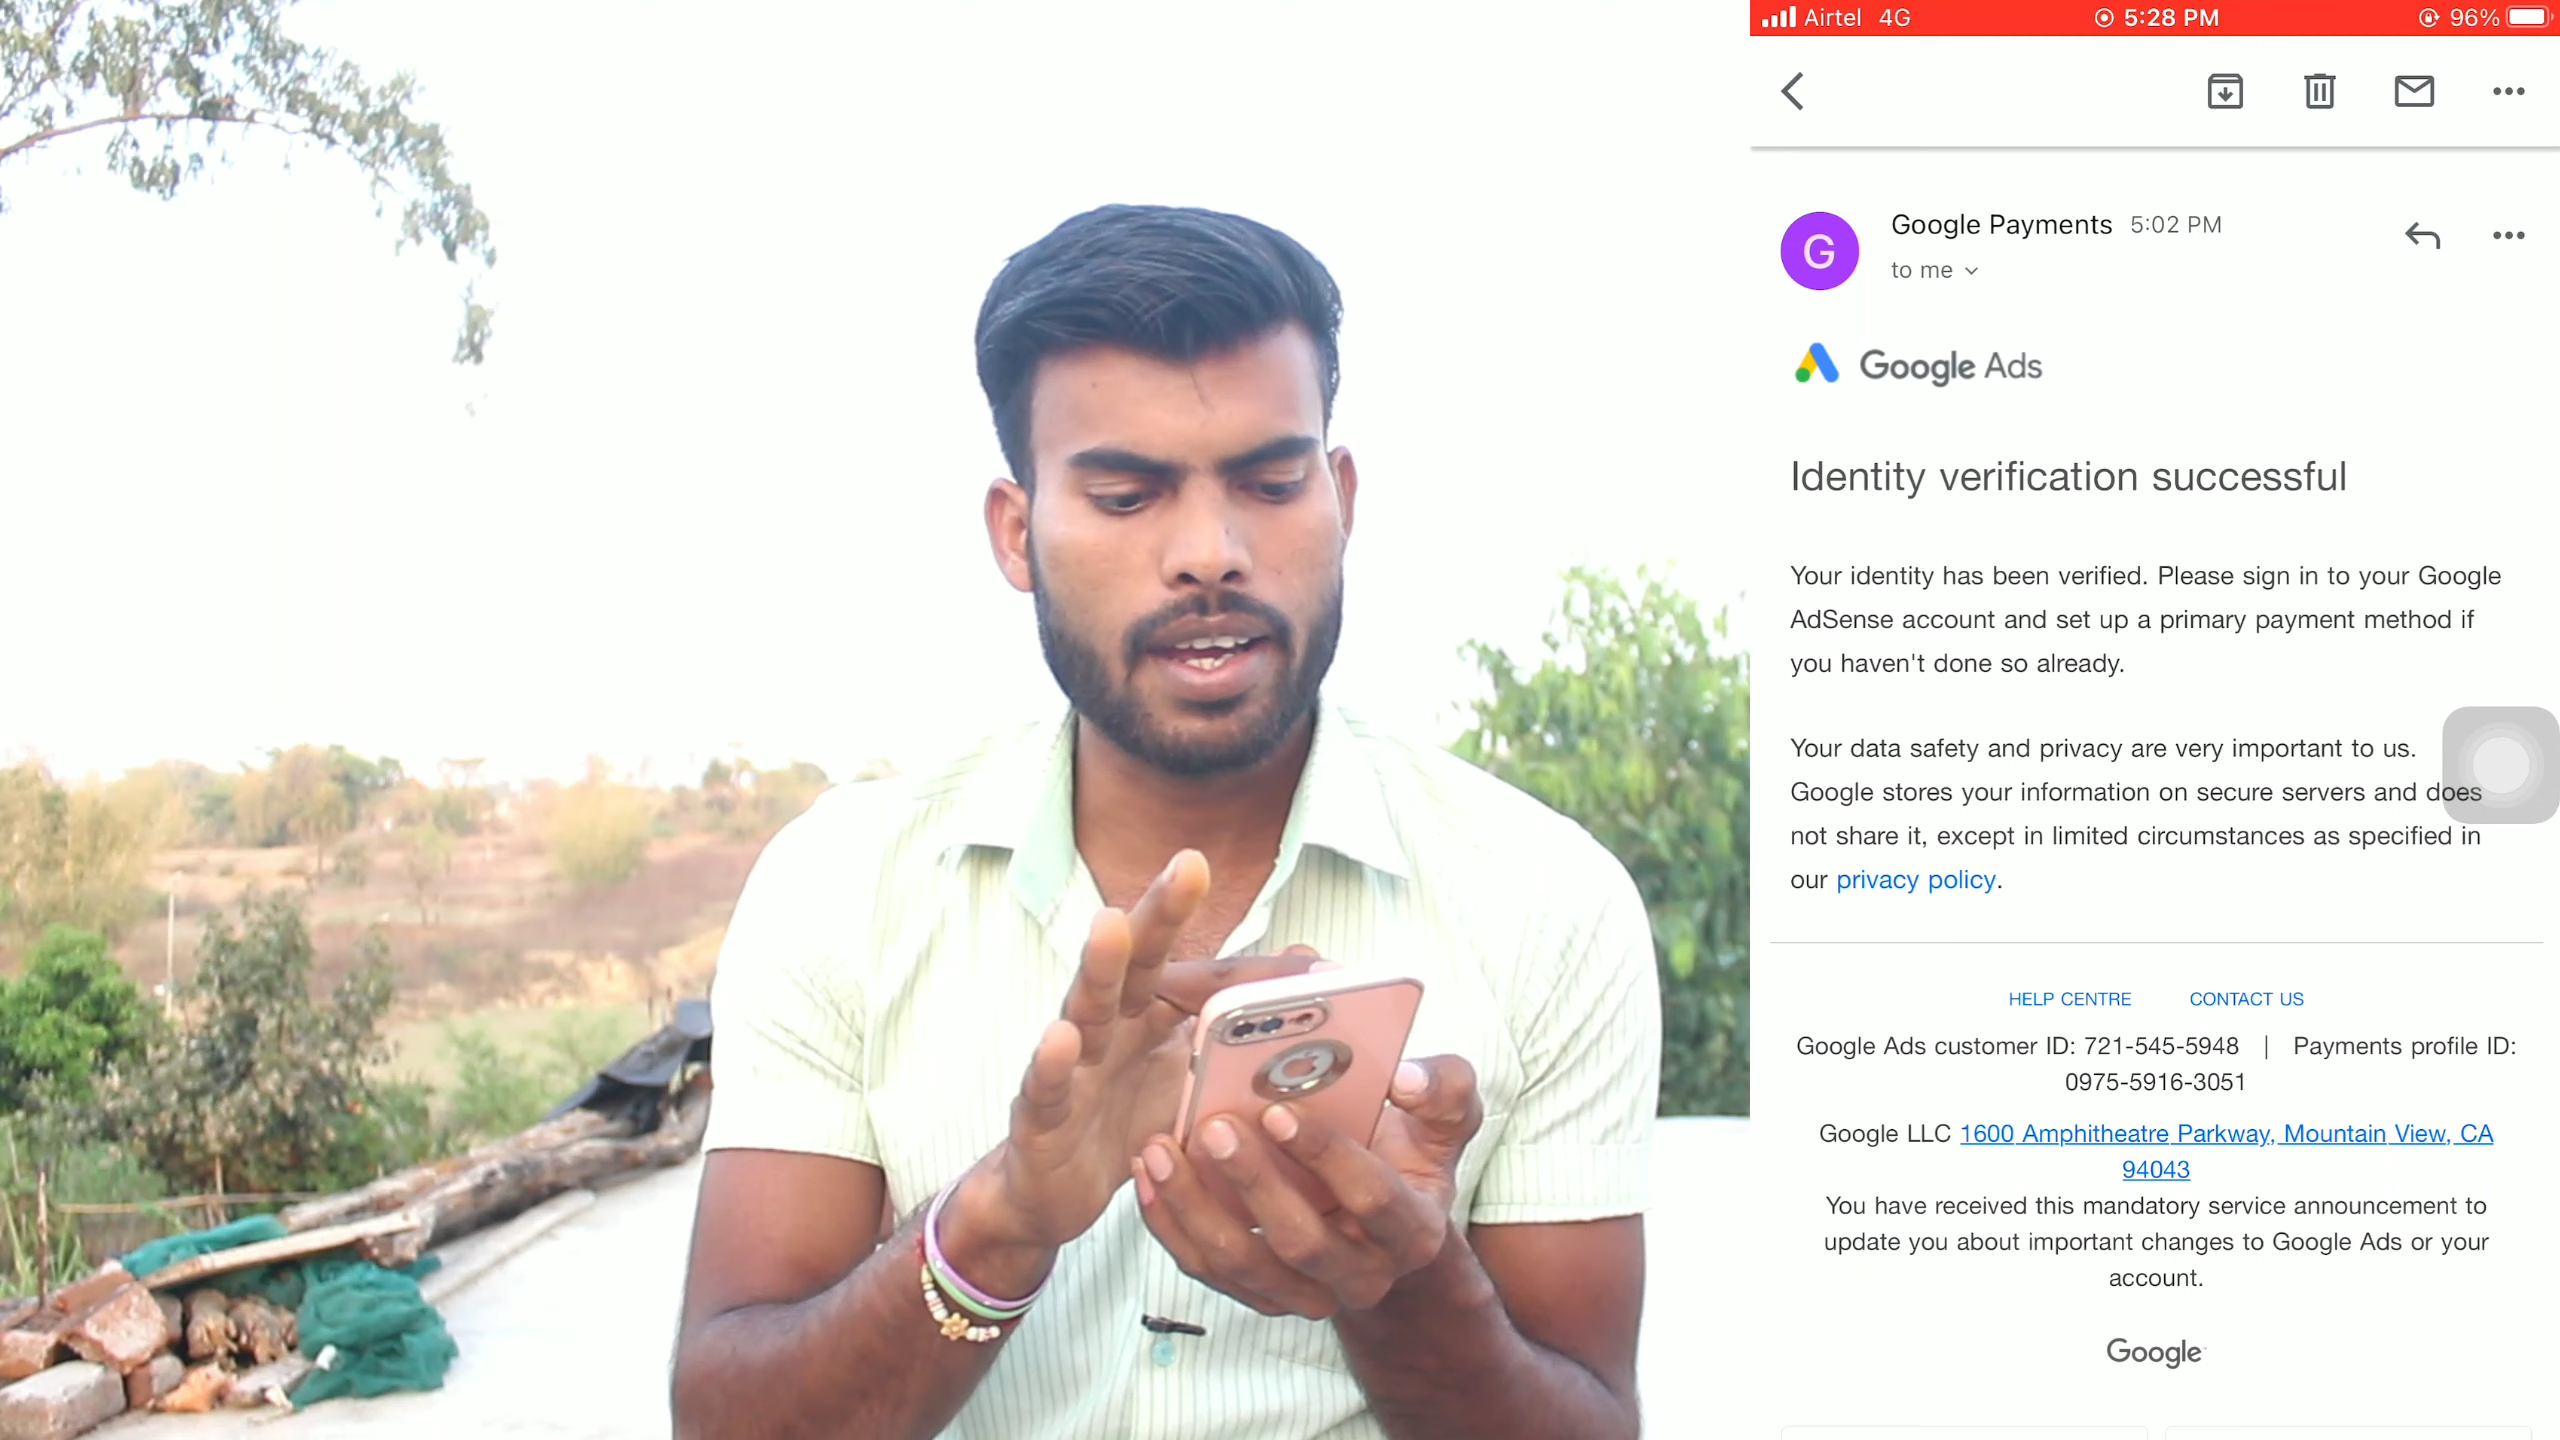 Airtel 4G 5:28 PM 96%
Google Payments 5:02 PM
G
to me
Google Ads
Identity verification successful
Your identity has been verified. Please sign in to your Google
AdSense account and set up a primary payment method if
you haven't done so already.
Your data safety and privacy are very important to us.
Google stores your information on secure servers and does
not share it, except in limited circumstances as specified in
our privacy policy.
HELP CENTRE CONTACT US
Google Ads customer ID: 721-545-5948 | Payments profile ID:
0975-5916-3051
Google LLC 1600 Amphitheatre Parkway, Mountain View, CA
94043
You have received this mandatory service announcement to
update you about important changes to Google Ads or your
account.
Google